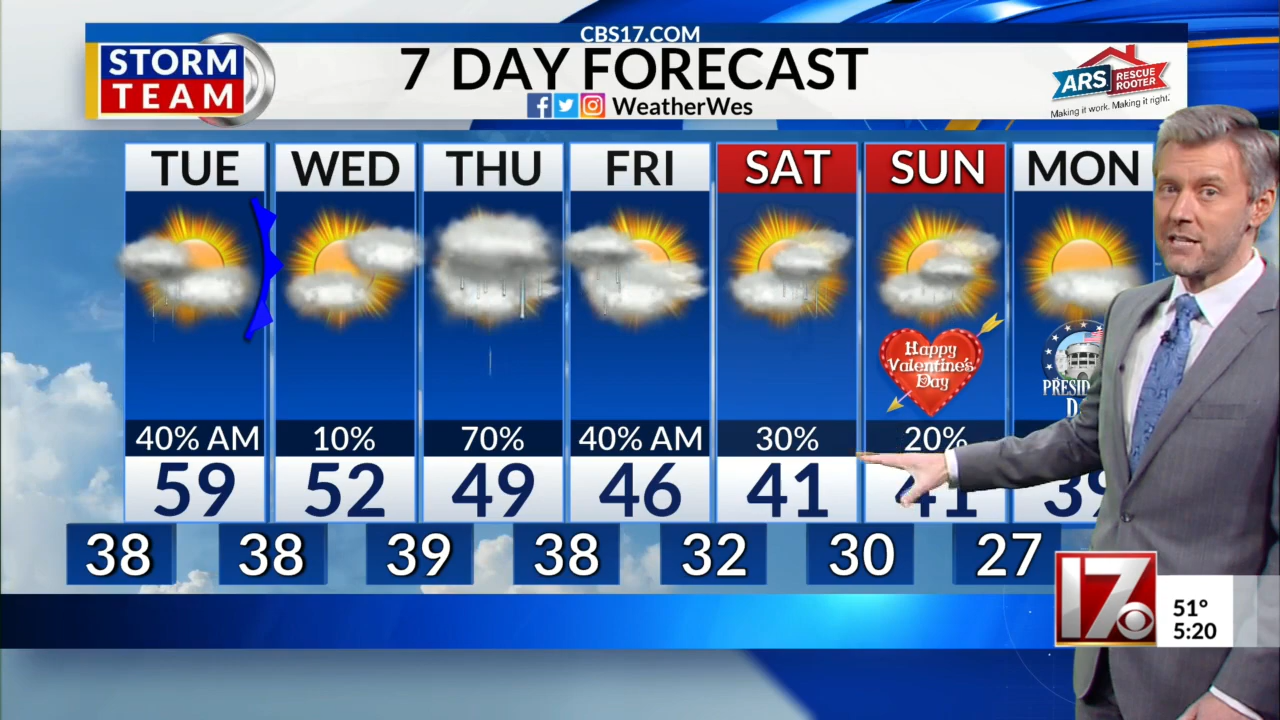 CBS17.COM
STORM
TEAM
7 DAY FORECAST
WeatherWes
ARS
RESCUE
ROOTER
Making it work. Making it right.
TUE WED THU FRI SAT SUN MON
Happy
Valentine's
Day
40% AM 10% 70% 40% AM 30% 20%
59 52 49 46 41 41 39
38 38 39 38 32 30 27
17
51°
5:20